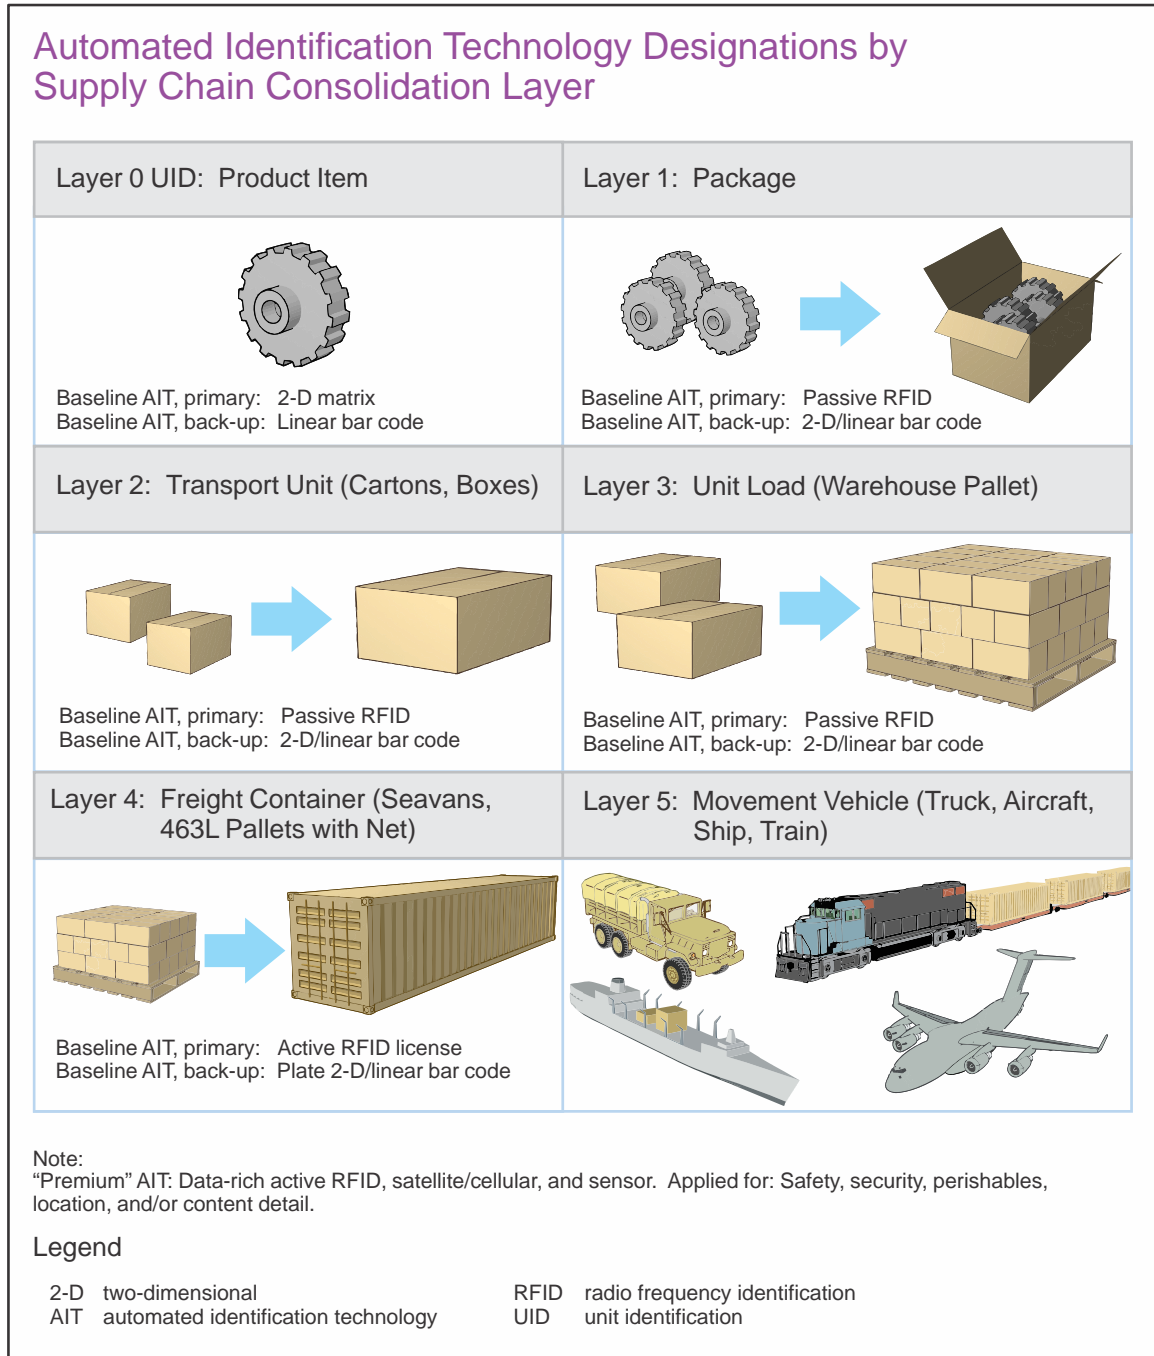 Automated Identification Technology Designations by
Supply Chain Consolidation Layer
Layer 0 UID: Product Item
Baseline AIT, primary: 2-D matrix
Baseline AIT, back-up: Linear bar code
Layer 1: Package
Baseline AIT, primary: Passive RFID
Baseline AIT, back-up: 2-D/linear bar code
Layer 2: Transport Unit (Cartons, Boxes)
Baseline AIT, primary: Passive RFID
Baseline AIT, back-up: 2-D/linear bar code
Layer 3: Unit Load (Warehouse Pallet)
Baseline AIT, primary: Passive RFID
Baseline AIT, back-up: 2-D/linear bar code
Layer 4: Freight Container (Seavans,
463L Pallets with Net)
Baseline AIT, primary: Active RFID license
Baseline AIT, back-up: Plate 2-D/linear bar code
Layer 5: Movement Vehicle (Truck, Aircraft,
Ship, Train)
Note:
“Premium” AIT: Data-rich active RFID, satellite/cellular, and sensor. Applied for: Safety, security, perishables,
location, and/or content detail.
Legend
2-D two-dimensional
AIT automated identification technology
RFID radio frequency identification
UID unit identification